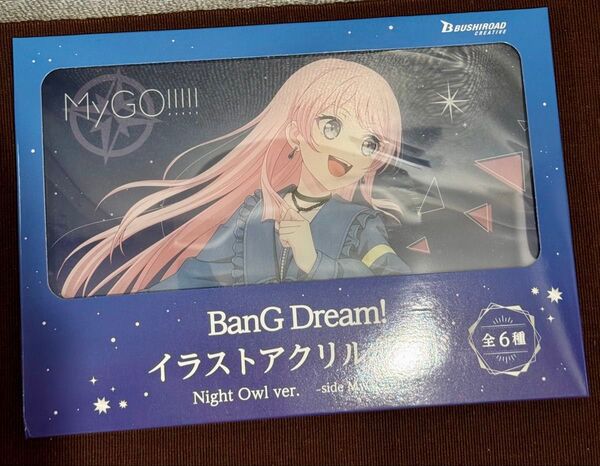 BUSHIROAD
CREATIVE
MyGO!!!!!
BanG Dream!
イラストアクリル
全6種
Night Owl ver. -side